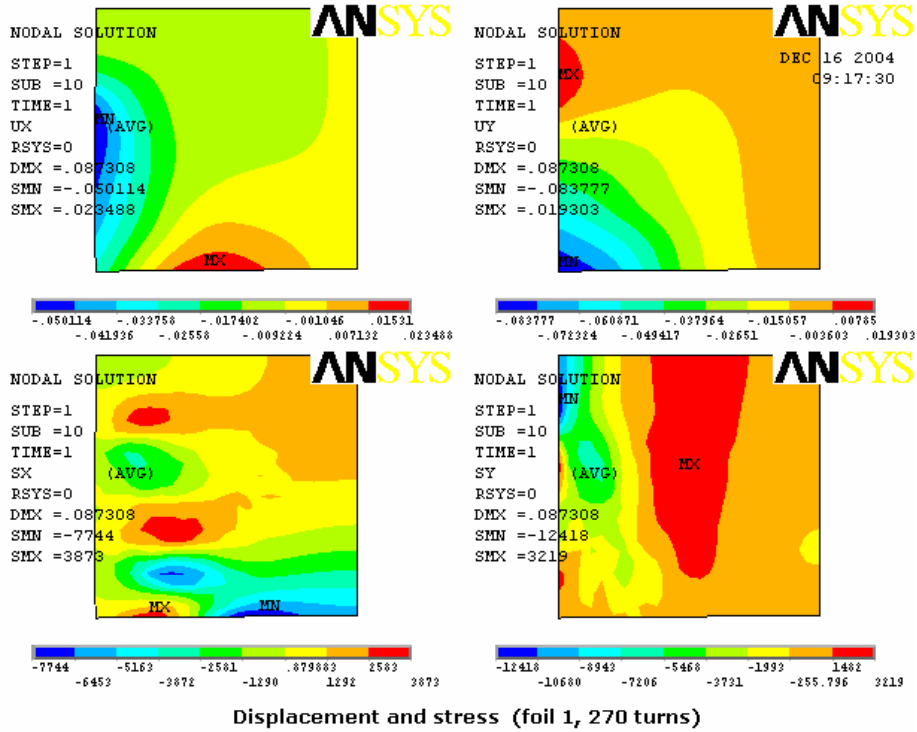 ANSYS
NODAL SOLUTION
STEP=1
SUB =10
TIME=1
UX (AVG)
RSYS=0
DMX =.087308
SMN =-.050114
SMX =.023488
MN
MX
-.050114 -.033758 -.017402 -.001046 .01531
-.041936 -.02558 -.009224 .007132 .023488
ANSYS
NODAL SOLUTION
DEC 16 2004
09:17:30
STEP=1
SUB =10
TIME=1
UY (AVG)
RSYS=0
DMX =.087308
SMN =-.083777
SMX =.019303
MX
MN
-.083777 -.060871 -.037964 -.015057 .00785
-.072324 -.049417 -.02651 -.003603 .019303
ANSYS
NODAL SOLUTION
STEP=1
SUB =10
TIME=1
SX (AVG)
RSYS=0
DMX =.087308
SMN =-7744
SMX =3873
MX
MN
-7744 -5163 -2581 .879883 2583
-6453 -3872 -1290 1292 3873
ANSYS
NODAL SOLUTION
STEP=1
SUB =10
TIME=1
SY (AVG)
RSYS=0
DMX =.087308
SMN =-12418
SMX =3219
MN
MX
-12418 -8943 -5468 -1993 1482
-10680 -7206 -3731 -255.796 3219
Displacement and stress (foil 1, 270 turns)